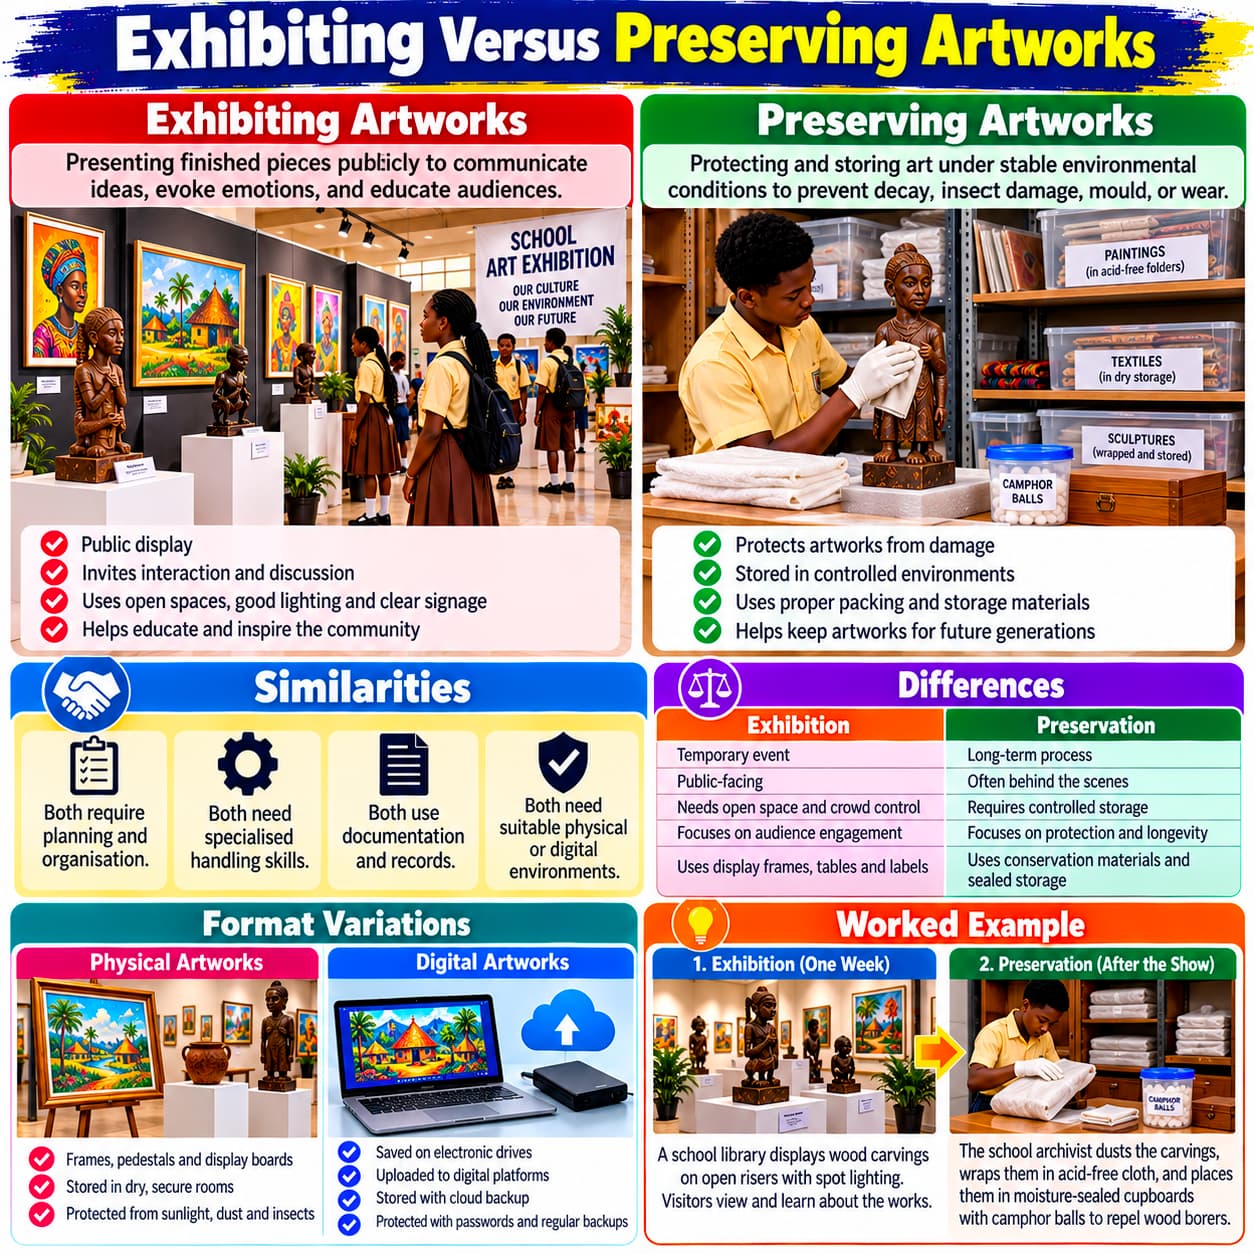 Exhibiting Versus Preserving Artworks
Exhibiting Artworks
Presenting finished pieces publicly to communicate
ideas, evoke emotions, and educate audiences.
SCHOOL
ART EXHIBITION
OUR CULTURE
OUR ENVIRONMENT
OUR FUTURE
Public display
Invites interaction and discussion
Uses open spaces, good lighting and clear signage
Helps educate and inspire the community
Preserving Artworks
Protecting and storing art under stable environmental
conditions to prevent decay, insect damage, mould, or wear.
PAINTINGS
(in acid-free folders)
TEXTILES
(in dry storage)
SCULPTURES
(wrapped and stored)
CAMPHOR
BALLS
Protects artworks from damage
Stored in controlled environments
Uses proper packing and storage materials
Helps keep artworks for future generations
Similarities
Both require
planning and
organisation.
Both need
specialised
handling skills.
Both use
documentation
and records.
Both need
suitable physical
or digital
environments.
Differences
Exhibition
Preservation
Temporary event
Long-term process
Public-facing
Often behind the scenes
Needs open space and crowd control
Requires controlled storage
Focuses on audience engagement
Focuses on protection and longevity
Uses display frames, tables and labels
Uses conservation materials and
sealed storage
Format Variations
Physical Artworks
Frames, pedestals and display boards
Stored in dry, secure rooms
Protected from sunlight, dust and insects
Digital Artworks
Saved on electronic drives
Uploaded to digital platforms
Stored with cloud backup
Protected with passwords and regular backups
Worked Example
1. Exhibition (One Week)
A school library displays wood carvings
on open risers with spot lighting.
Visitors view and learn about the works.
2. Preservation (After the Show)
CAMPHOR
BALLS
The school archivist dusts the carvings,
wraps them in acid-free cloth, and places
them in moisture-sealed cupboards
with camphor balls to repel wood borers.